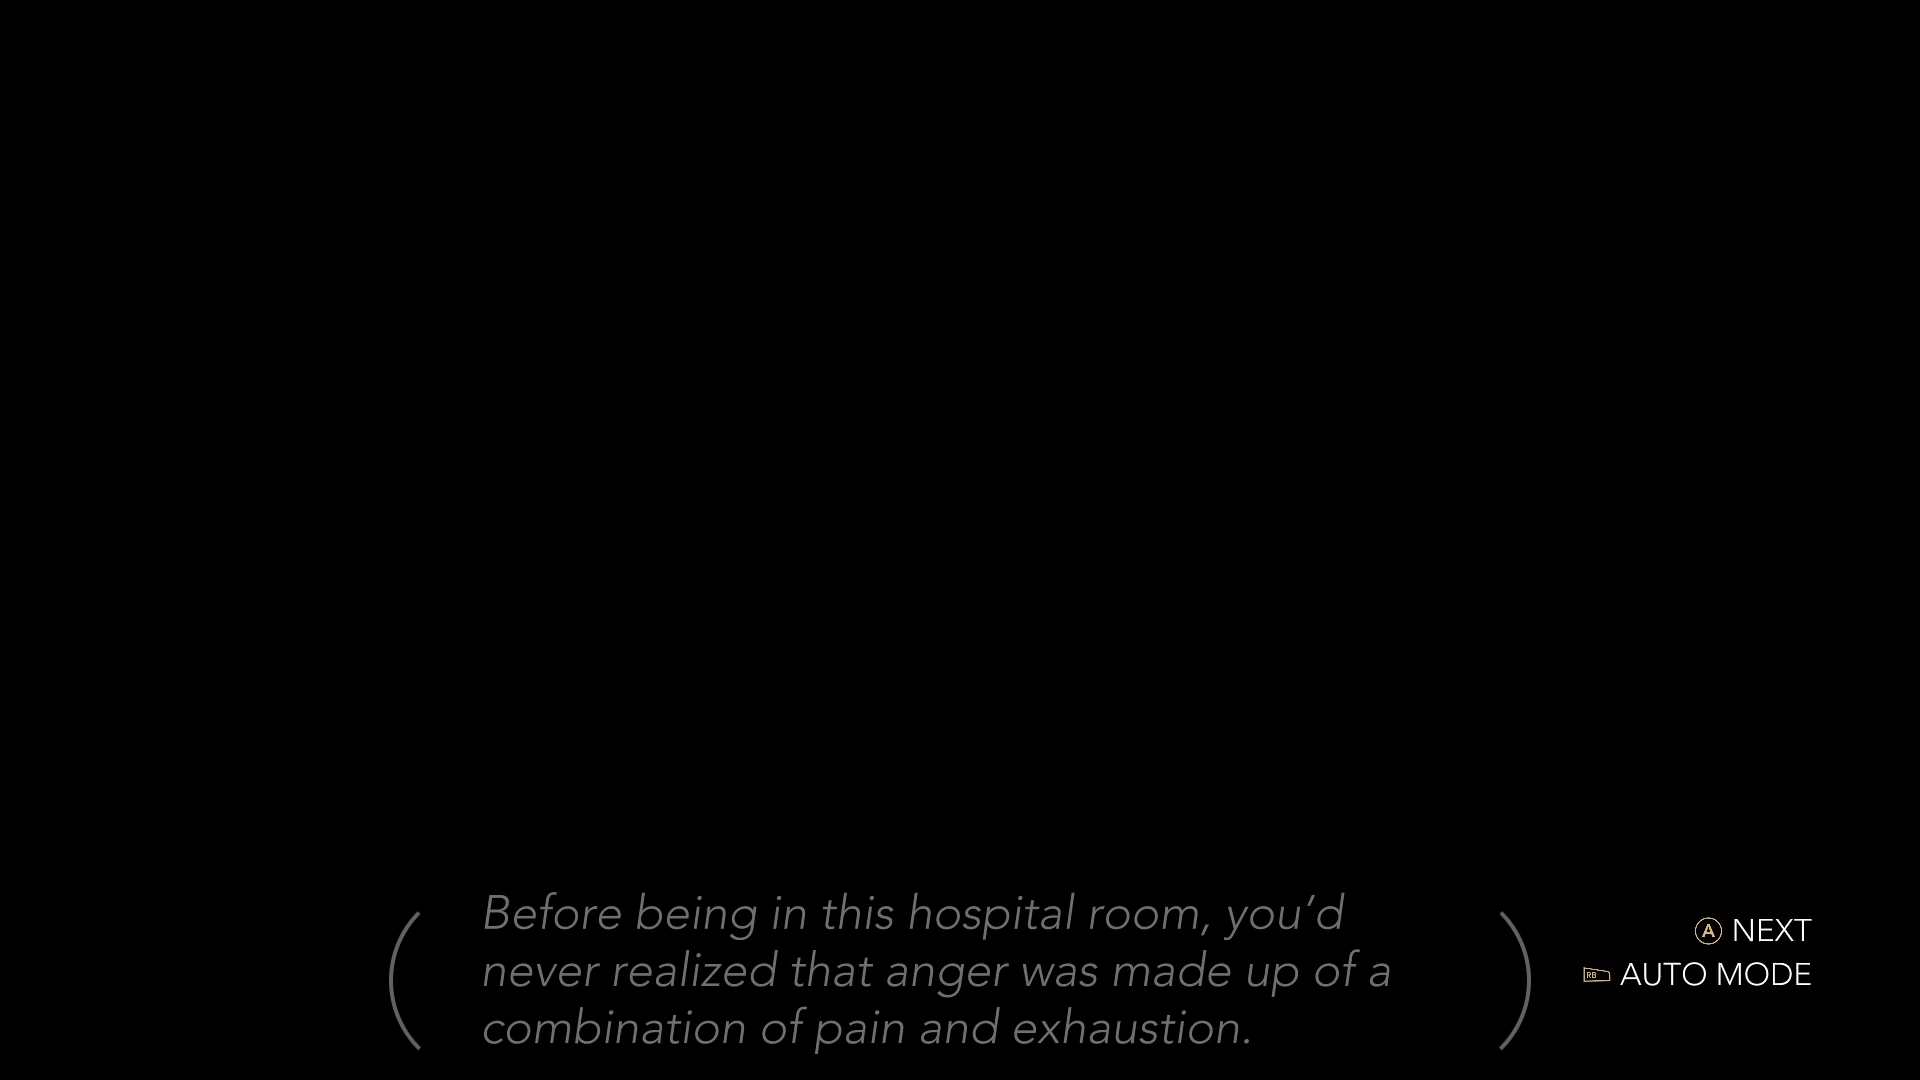 Before being in this hospital room, you’d
never realized that anger was made up of a
combination of pain and exhaustion.
A NEXT
RB AUTO MODE